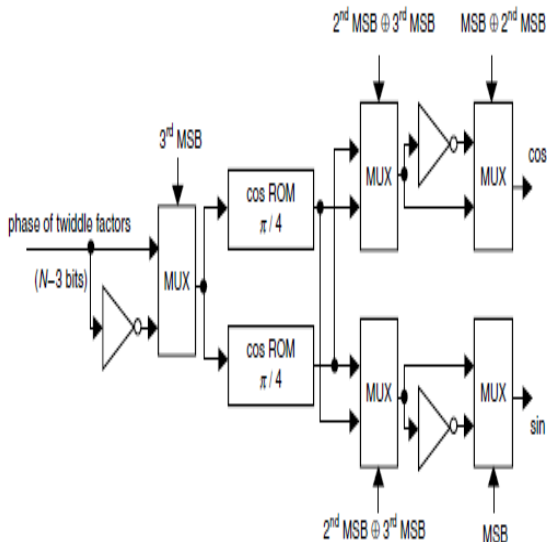 2nd MSB ⊕ 3rd MSB
MSB ⊕ 2nd MSB
3rd MSB
phase of twiddle factors
(N−3 bits)
MUX
cos ROM
π / 4
cos ROM
π / 4
MUX
MUX
cos
MUX
MUX
sin
2nd MSB ⊕ 3rd MSB
MSB